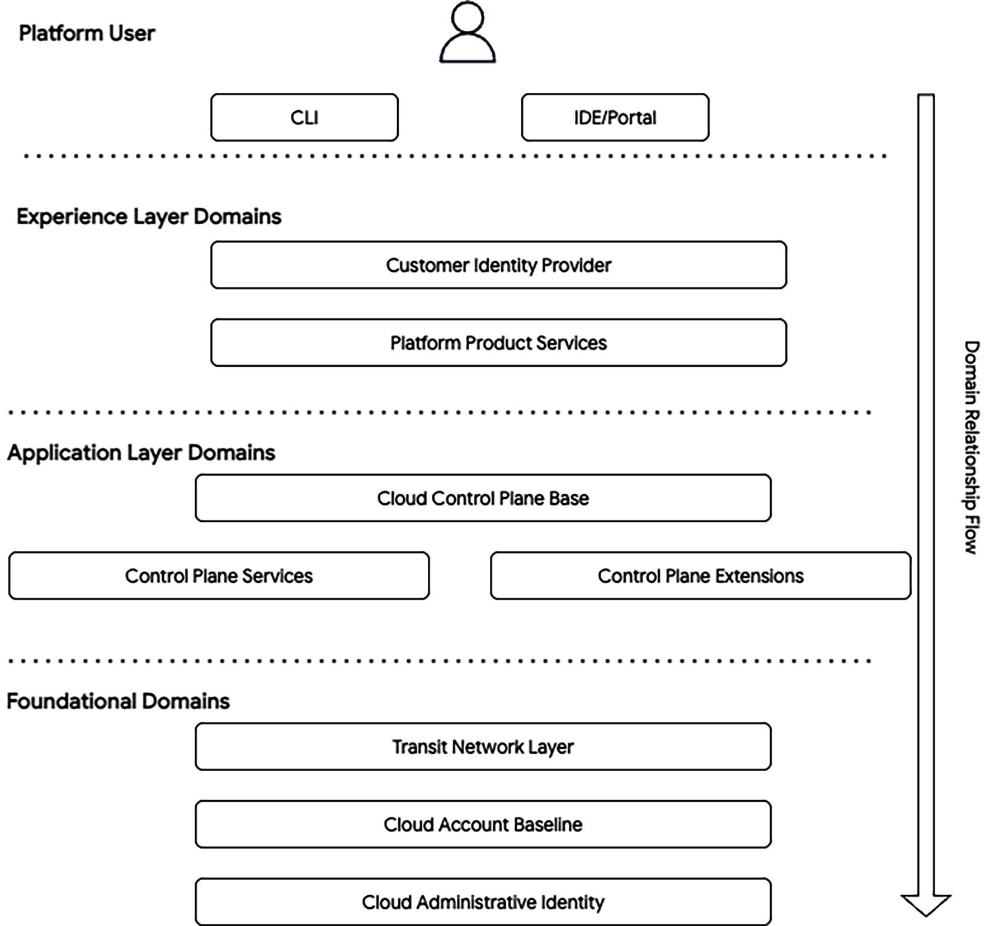 Platform User
CLI
IDE/Portal
Experience Layer Domains
Customer Identity Provider
Platform Product Services
Application Layer Domains
Cloud Control Plane Base
Control Plane Services
Control Plane Extensions
Foundational Domains
Transit Network Layer
Cloud Account Baseline
Cloud Administrative Identity
Domain Relationship Flow